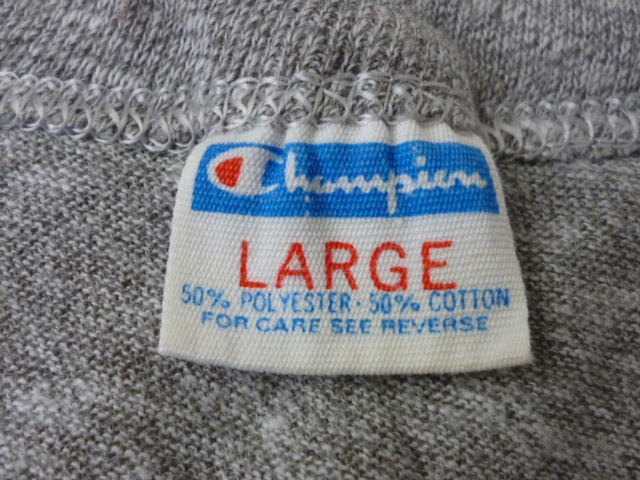 Champion
LARGE
50% POLYESTER · 50% COTTON
FOR CARE SEE REVERSE